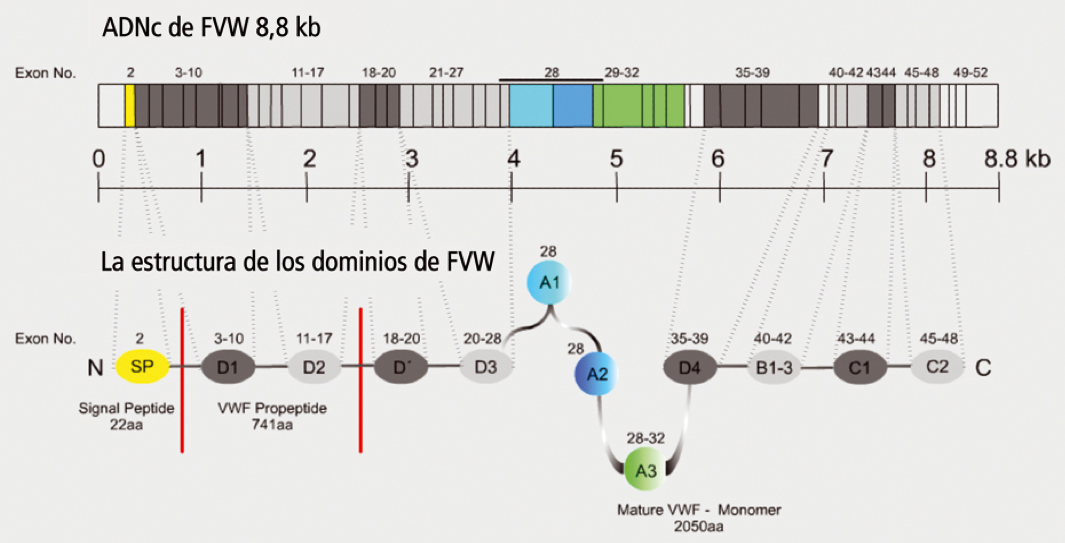 ADNc de FVW 8,8 kb
Exon No. 2 3-10 11-17 18-20 21-27 28 29-32 35-39 40-42 4344 45-48 49-52
0 1 2 3 4 5 6 7 8 8.8 kb
La estructura de los dominios de FVW
28
A1
Exon No. 2 3-10 11-17 18-20 20-28 28 35-39 40-42 43-44 45-48
N SP D1 D2 D´ D3 A2 D4 B1-3 C1 C2 C
Signal Peptide
22aa
VWF Propeptide
741aa
28-32
A3
Mature VWF - Monomer
2050aa